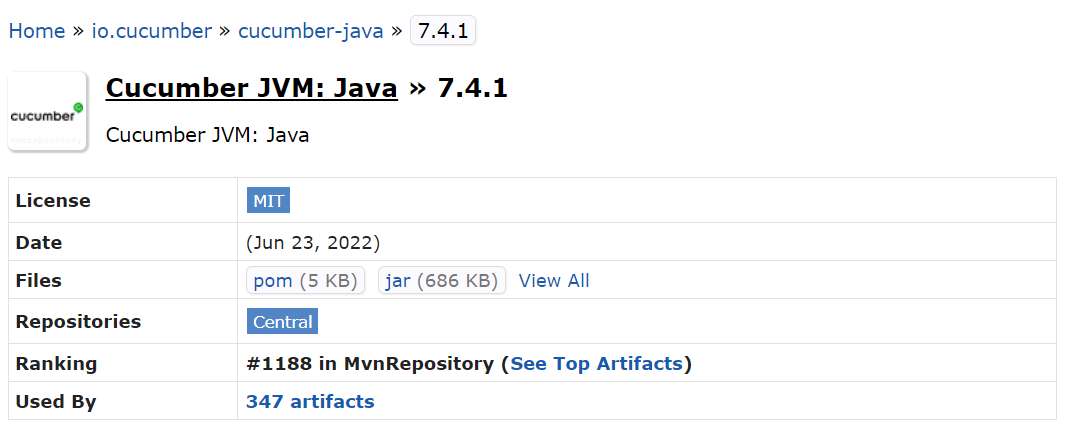 Home » io.cucumber » cucumber-java » 7.4.1
Cucumber JVM: Java » 7.4.1
cucumber
Cucumber JVM: Java
License MIT
Date (Jun 23, 2022)
Files pom (5 KB) jar (686 KB) View All
Repositories Central
Ranking #1188 in MvnRepository (See Top Artifacts)
Used By 347 artifacts